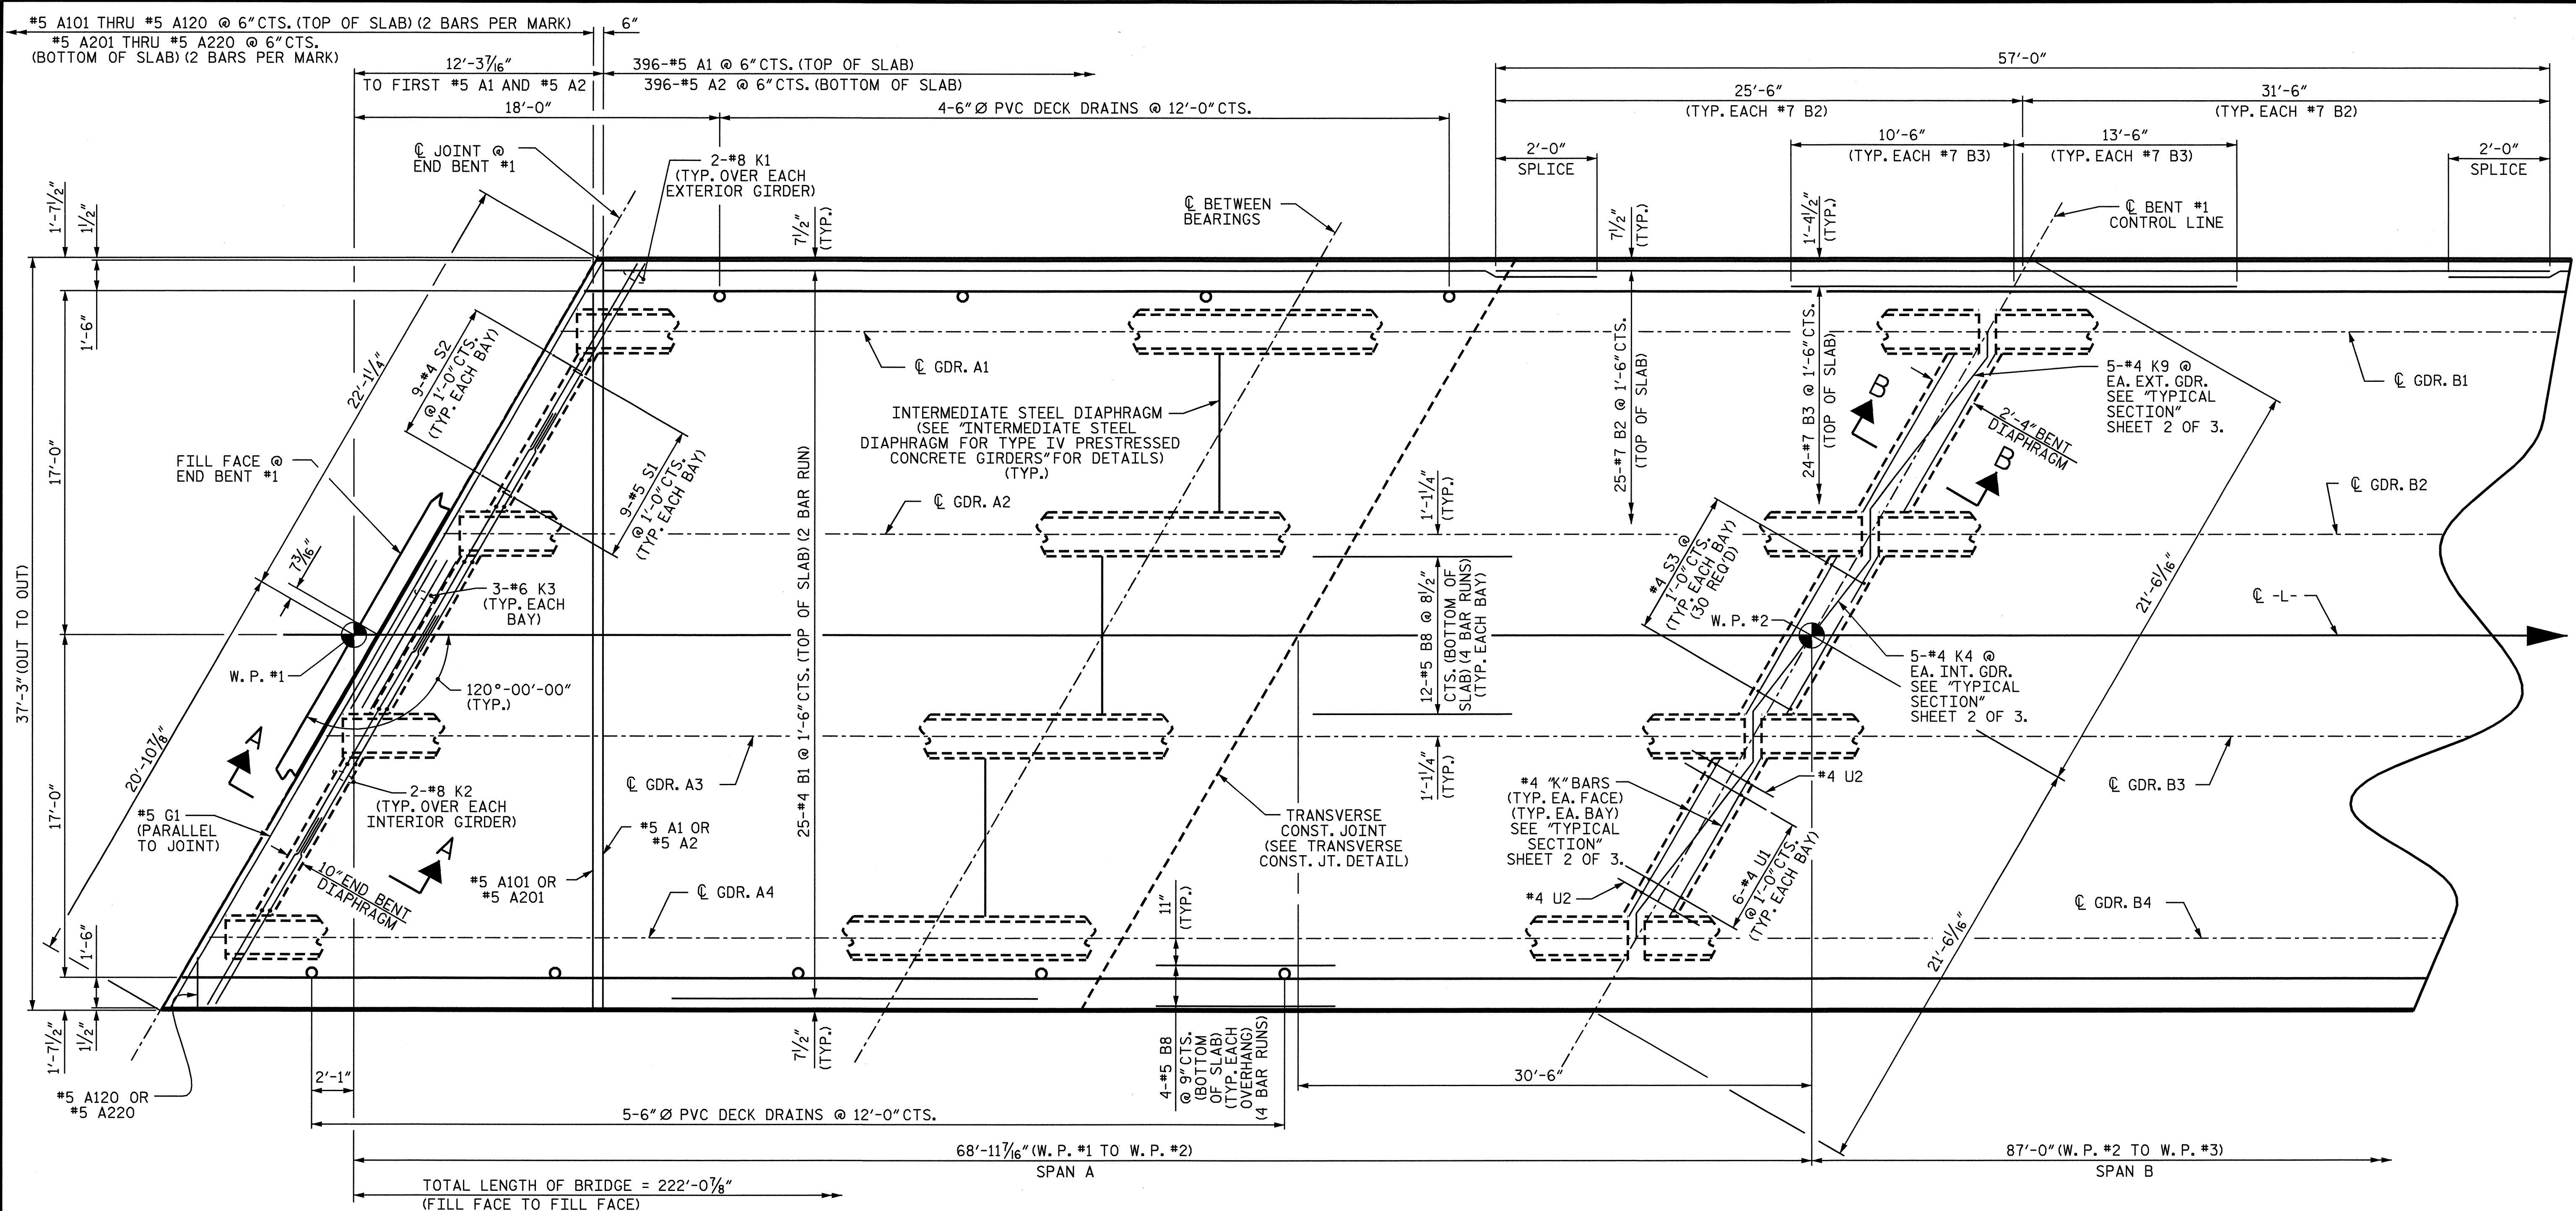 #5 A101 THRU #5 A120 @ 6" CTS. (TOP OF SLAB) (2 BARS PER MARK)
#5 A201 THRU #5 A220 @ 6" CTS.
(BOTTOM OF SLAB) (2 BARS PER MARK)
6"
12'-3 7/16"
TO FIRST #5 A1 AND #5 A2
396-#5 A1 @ 6" CTS. (TOP OF SLAB)
396-#5 A2 @ 6" CTS. (BOTTOM OF SLAB)
18'-0"
4-6" Ø PVC DECK DRAINS @ 12'-0" CTS.
57'-0"
25'-6"
(TYP. EACH #7 B2)
31'-6"
(TYP. EACH #7 B2)
10'-6"
(TYP. EACH #7 B3)
13'-6"
(TYP. EACH #7 B3)
2'-0"
SPLICE
2'-0"
SPLICE
℄ JOINT @
END BENT #1
2-#8 K1
(TYP. OVER EACH
EXTERIOR GIRDER)
℄ BETWEEN
BEARINGS
℄ BENT #1
CONTROL LINE
1'-7 1/2"
1 1/2"
7 1/2"
(TYP.)
7 1/2"
(TYP.)
1'-4 1/2"
(TYP.)
1'-6"
17'-0"
37'-3" (OUT TO OUT)
17'-0"
22'-1 1/4"
9-#4 S2
@ 1'-0" CTS.
(TYP. EACH BAY)
9-#5 S1
@ 1'-0" CTS.
(TYP. EACH BAY)
℄ GDR. A1
INTERMEDIATE STEEL DIAPHRAGM
(SEE "INTERMEDIATE STEEL
DIAPHRAGM FOR TYPE IV PRESTRESSED
CONCRETE GIRDERS" FOR DETAILS)
(TYP.)
25-#7 B2 @ 1'-6" CTS.
(TOP OF SLAB)
24-#7 B3 @ 1'-6" CTS.
(TOP OF SLAB)
B
B
5-#4 K9 @
EA. EXT. GDR.
SEE "TYPICAL
SECTION"
SHEET 2 OF 3.
2'-4" BENT
DIAPHRAGM
℄ GDR. B1
FILL FACE @
END BENT #1
℄ GDR. A2
1'-1 1/4"
(TYP.)
℄ GDR. B2
7 3/16"
3-#6 K3
(TYP. EACH
BAY)
25-#4 B1 @ 1'-6" CTS. (TOP OF SLAB) (2 BAR RUN)
12-#5 B8 @ 8 1/2"
CTS. (BOTTOM OF
SLAB) (4 BAR RUNS)
(TYP. EACH BAY)
#4 S3 @
1'-0" CTS.
(TYP. EACH BAY)
(30 REQ'D)
21'-6 1/16"
W.P. #2
℄ -L-
W.P. #1
120°-00'-00"
(TYP.)
5-#4 K4 @
EA. INT. GDR.
SEE "TYPICAL
SECTION"
SHEET 2 OF 3.
A
20'-10 7/8"
℄ GDR. A3
1'-1 1/4"
(TYP.)
#4 U2
℄ GDR. B3
2-#8 K2
(TYP. OVER EACH
INTERIOR GIRDER)
#4 "K" BARS
(TYP. EA. FACE)
(TYP. EA. BAY)
SEE "TYPICAL
SECTION"
SHEET 2 OF 3.
#5 G1
(PARALLEL
TO JOINT)
#5 A1 OR
#5 A2
TRANSVERSE
CONST. JOINT
(SEE TRANSVERSE
CONST. JT. DETAIL)
A
10" END BENT
DIAPHRAGM
#5 A101 OR
#5 A201
℄ GDR. A4
6-#4 U1
@ 1'-0" CTS.
(TYP. EACH BAY)
#4 U2
11"
(TYP.)
℄ GDR. B4
21'-6 1/16"
1'-6"
1'-7 1/2"
1 1/2"
7 1/2"
(TYP.)
4-#5 B8
@ 9" CTS.
(BOTTOM
OF SLAB)
(TYP. EACH
OVERHANG)
(4 BAR RUNS)
2'-1"
30'-6"
#5 A120 OR
#5 A220
5-6" Ø PVC DECK DRAINS @ 12'-0" CTS.
68'-11 7/16" (W.P. #1 TO W.P. #2)
SPAN A
87'-0" (W.P. #2 TO W.P. #3)
SPAN B
TOTAL LENGTH OF BRIDGE = 222'-0 7/8"
(FILL FACE TO FILL FACE)